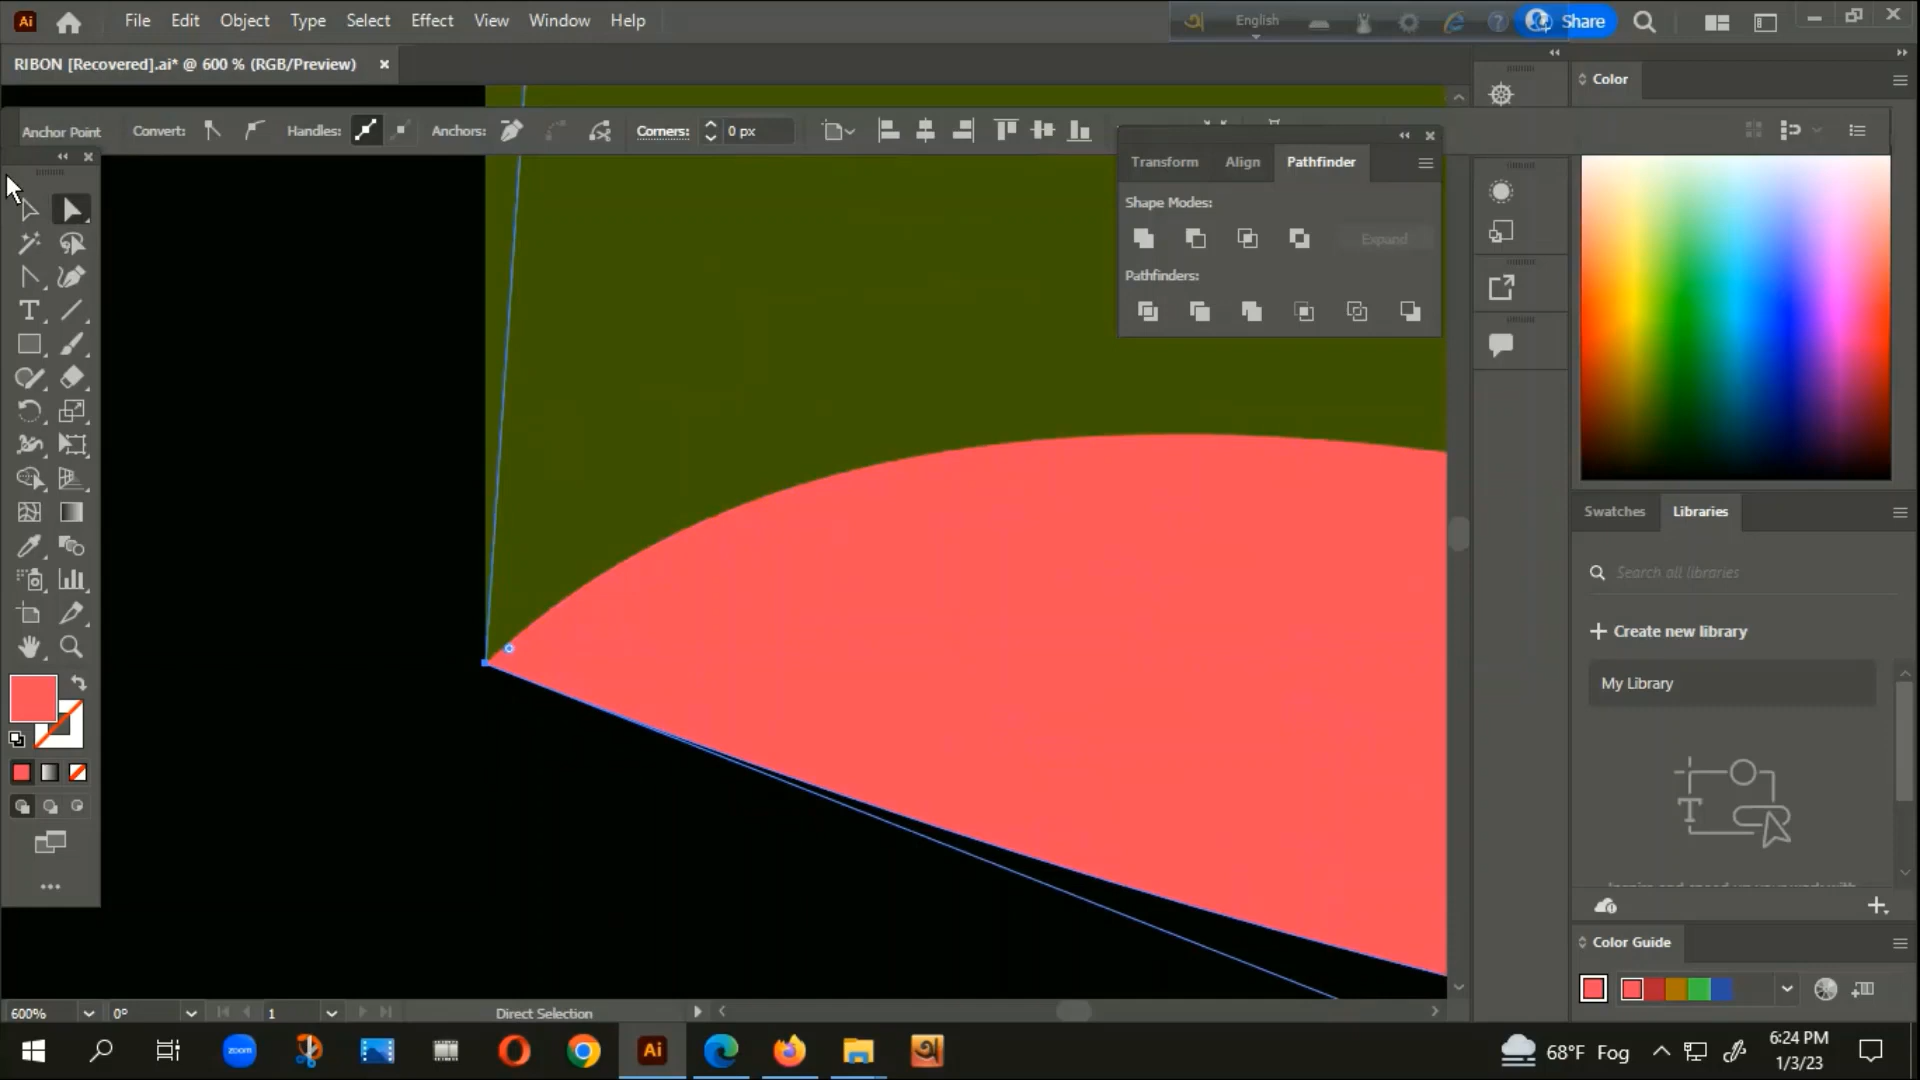 Ai File Edit Object Type Select Effect View Window Help English Share
RIBON [Recovered].ai* @ 600 % (RGB/Preview)
Color
Anchor Point Convert: Handles: Anchors: Corners: 0 px
Transform Align Pathfinder
Shape Modes:
Expand
Pathfinders:
Swatches Libraries
Search all libraries
Create new library
My Library
Color Guide
600% 0° 1 Direct Selection
zoom Ai 68°F Fog 6:24 PM
1/3/23